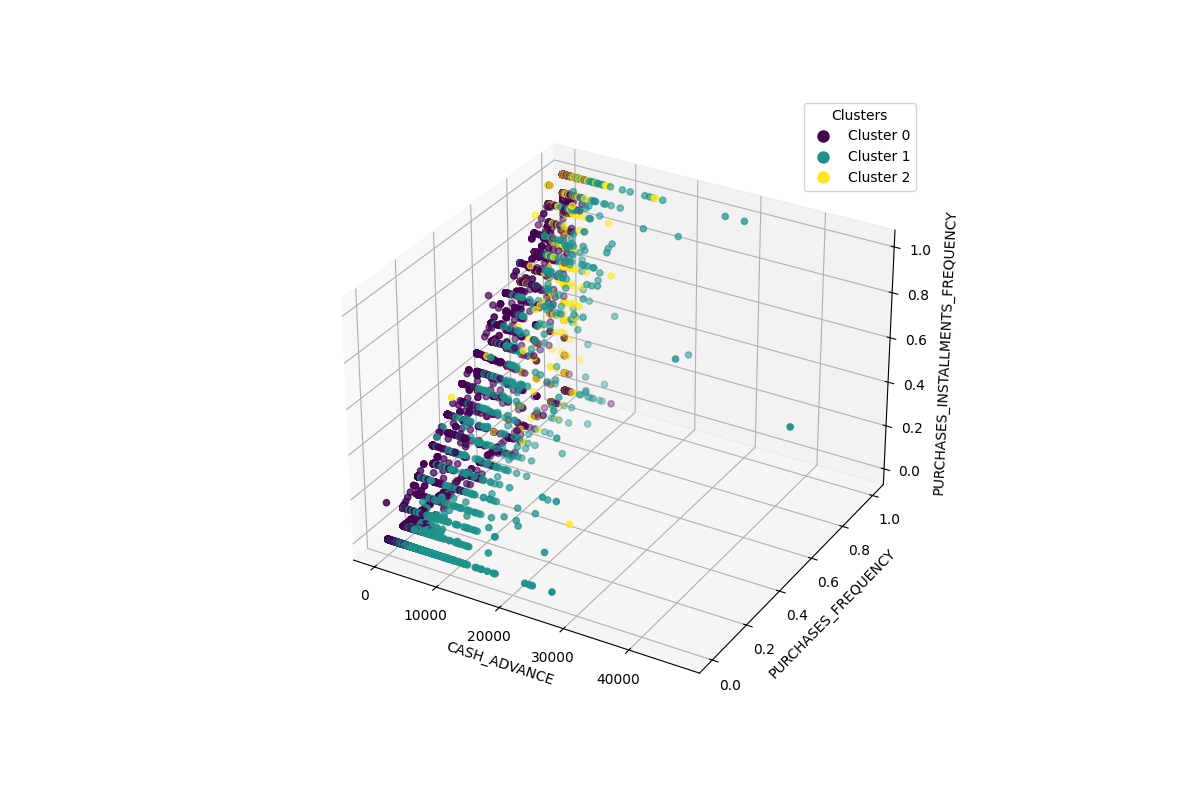 Clusters
Cluster 0
Cluster 1
Cluster 2
1.0
0.8
0.6
0.4
0.2
0.0
PURCHASES_INSTALLMENTS_FREQUENCY
1.0
0.8
0.6
0.4
0.2
0.0
PURCHASES_FREQUENCY
0
10000
20000
30000
40000
CASH_ADVANCE